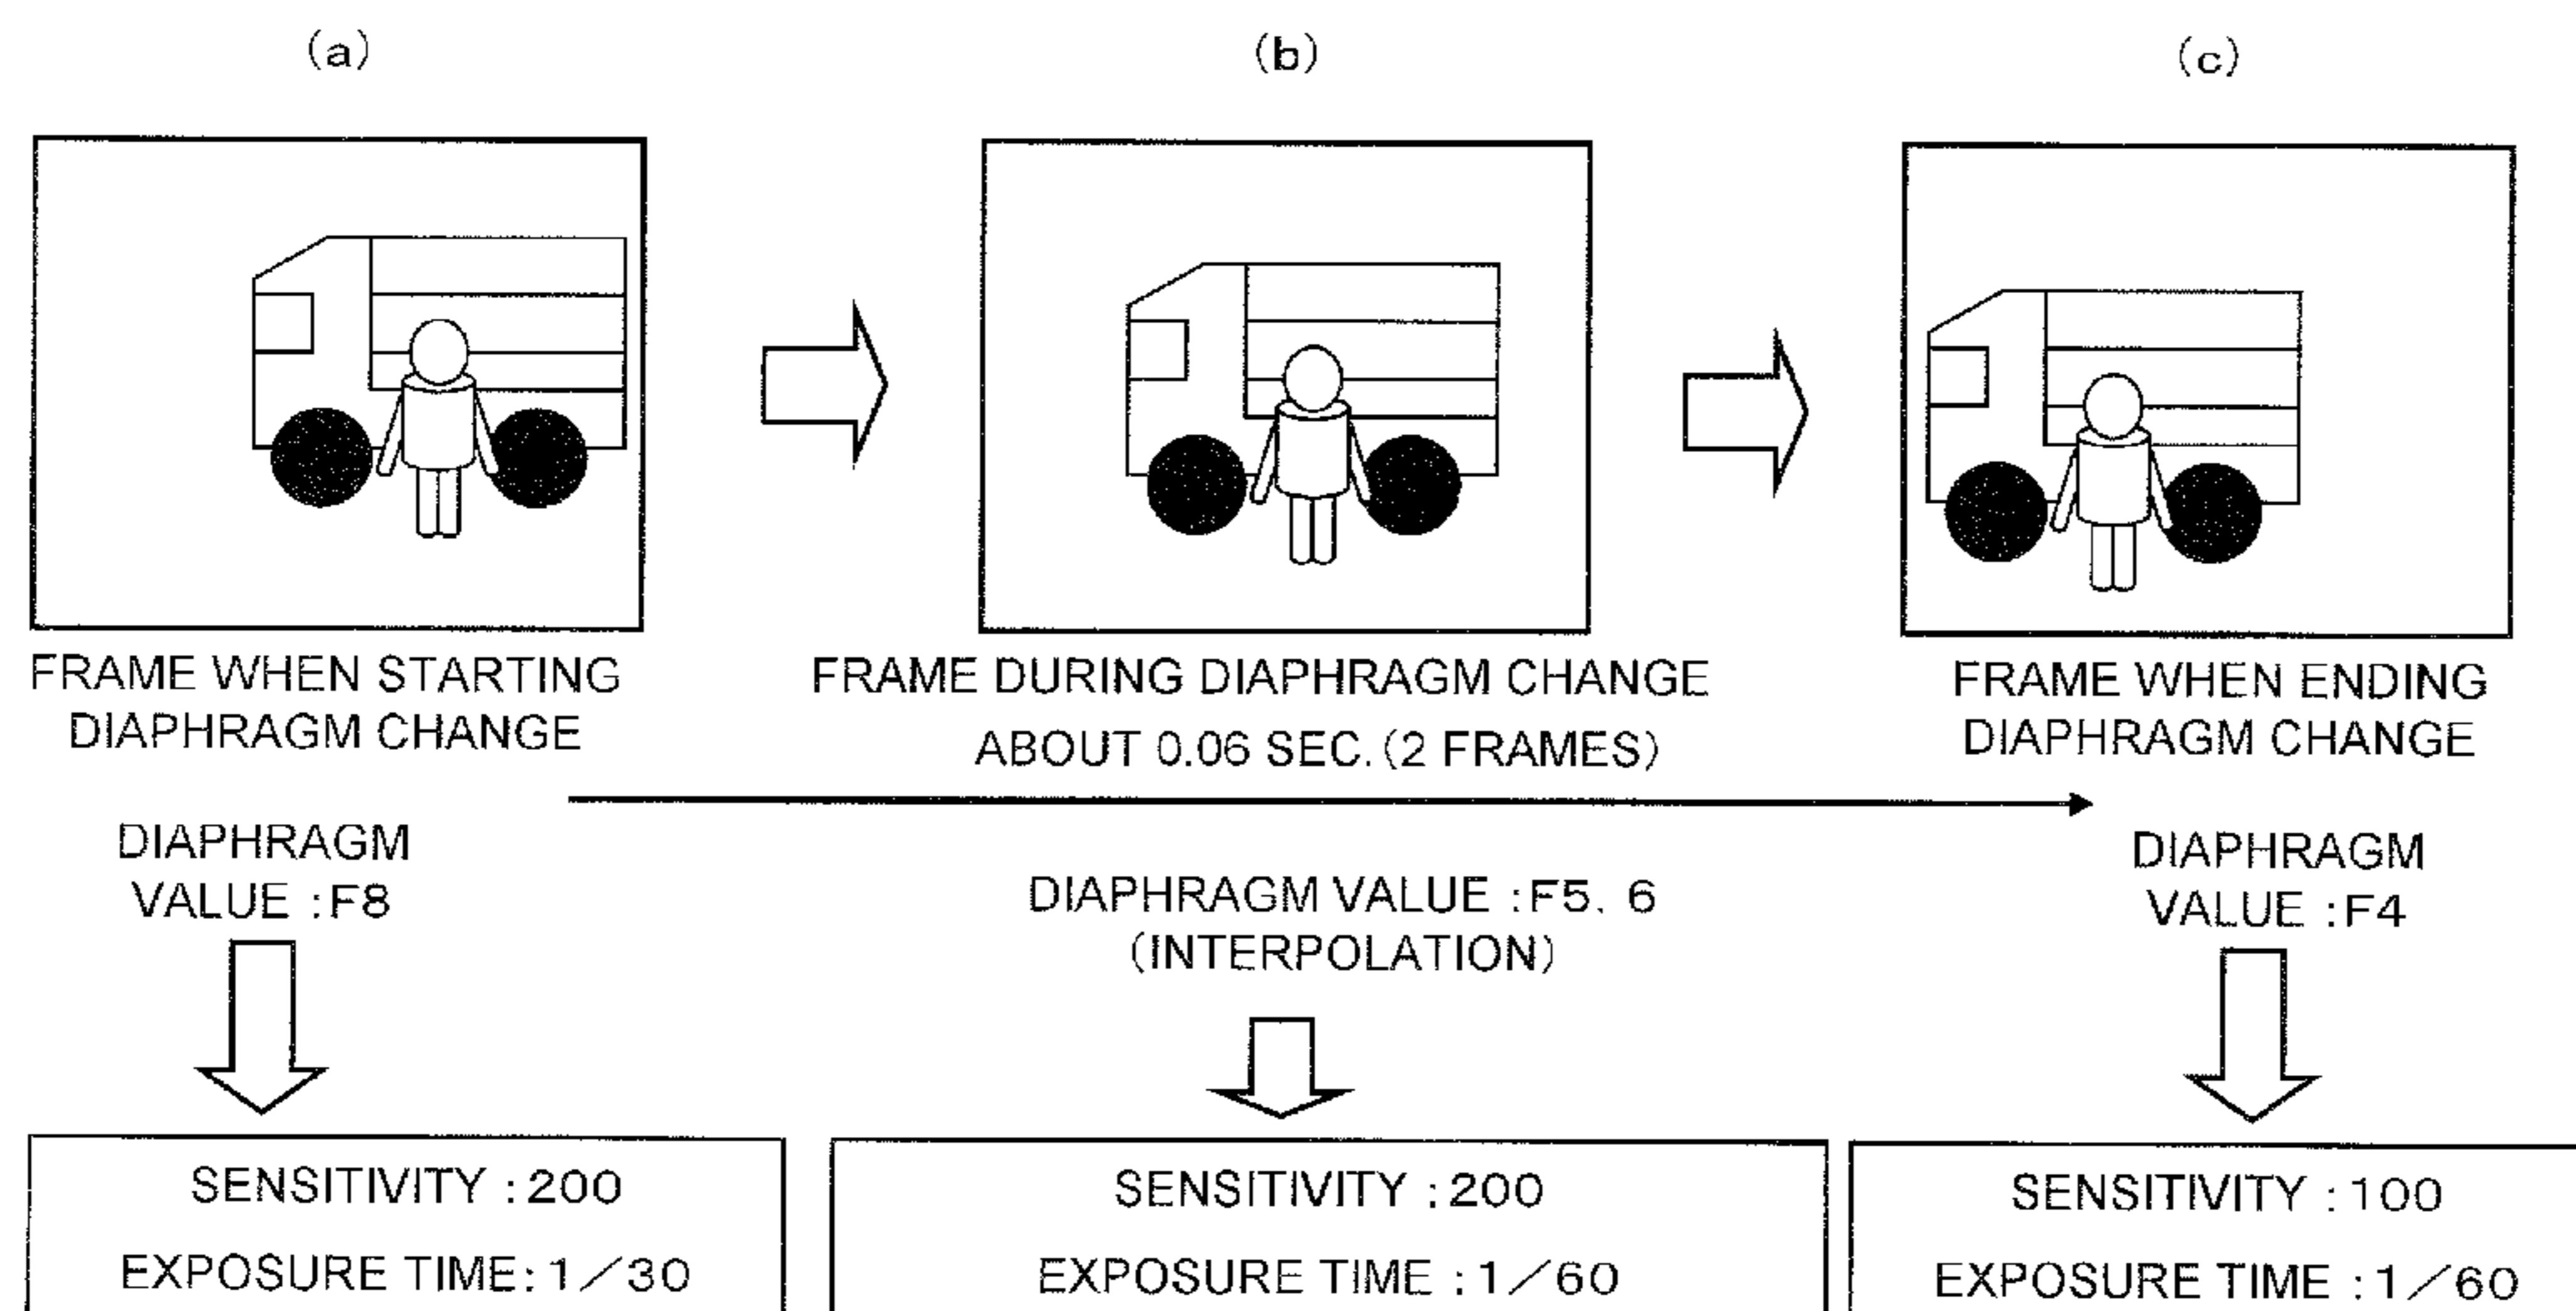 (a)
(b)
(c)
FRAME WHEN STARTING
DIAPHRAGM CHANGE
FRAME DURING DIAPHRAGM CHANGE
ABOUT 0.06 SEC. (2 FRAMES)
FRAME WHEN ENDING
DIAPHRAGM CHANGE
DIAPHRAGM
VALUE :F8
DIAPHRAGM VALUE :F5. 6
(INTERPOLATION)
DIAPHRAGM
VALUE :F4
SENSITIVITY :200
EXPOSURE TIME: 1/30
SENSITIVITY :200
EXPOSURE TIME :1/60
SENSITIVITY :100
EXPOSURE TIME :1/60